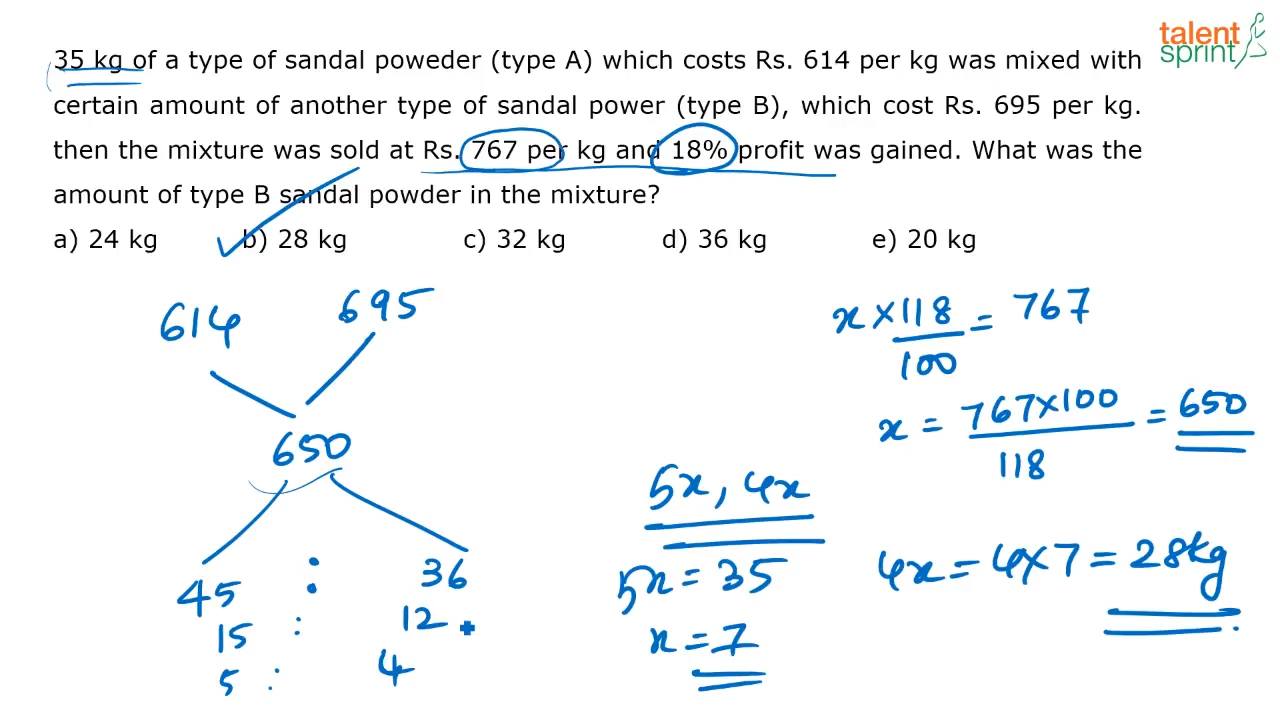 talent
sprint
35 kg of a type of sandal poweder (type A) which costs Rs. 614 per kg was mixed with
certain amount of another type of sandal power (type B), which cost Rs. 695 per kg.
then the mixture was sold at Rs. 767 per kg and 18% profit was gained. What was the
amount of type B sandal powder in the mixture?
a) 24 kg b) 28 kg c) 32 kg d) 36 kg e) 20 kg
614 695
650
45 : 36
15 : 12
5 : 4
5x, 4x
5x = 35
x = 7
x × 118/100 = 767
x = 767×100/118 = 650
4x = 4×7 = 28kg